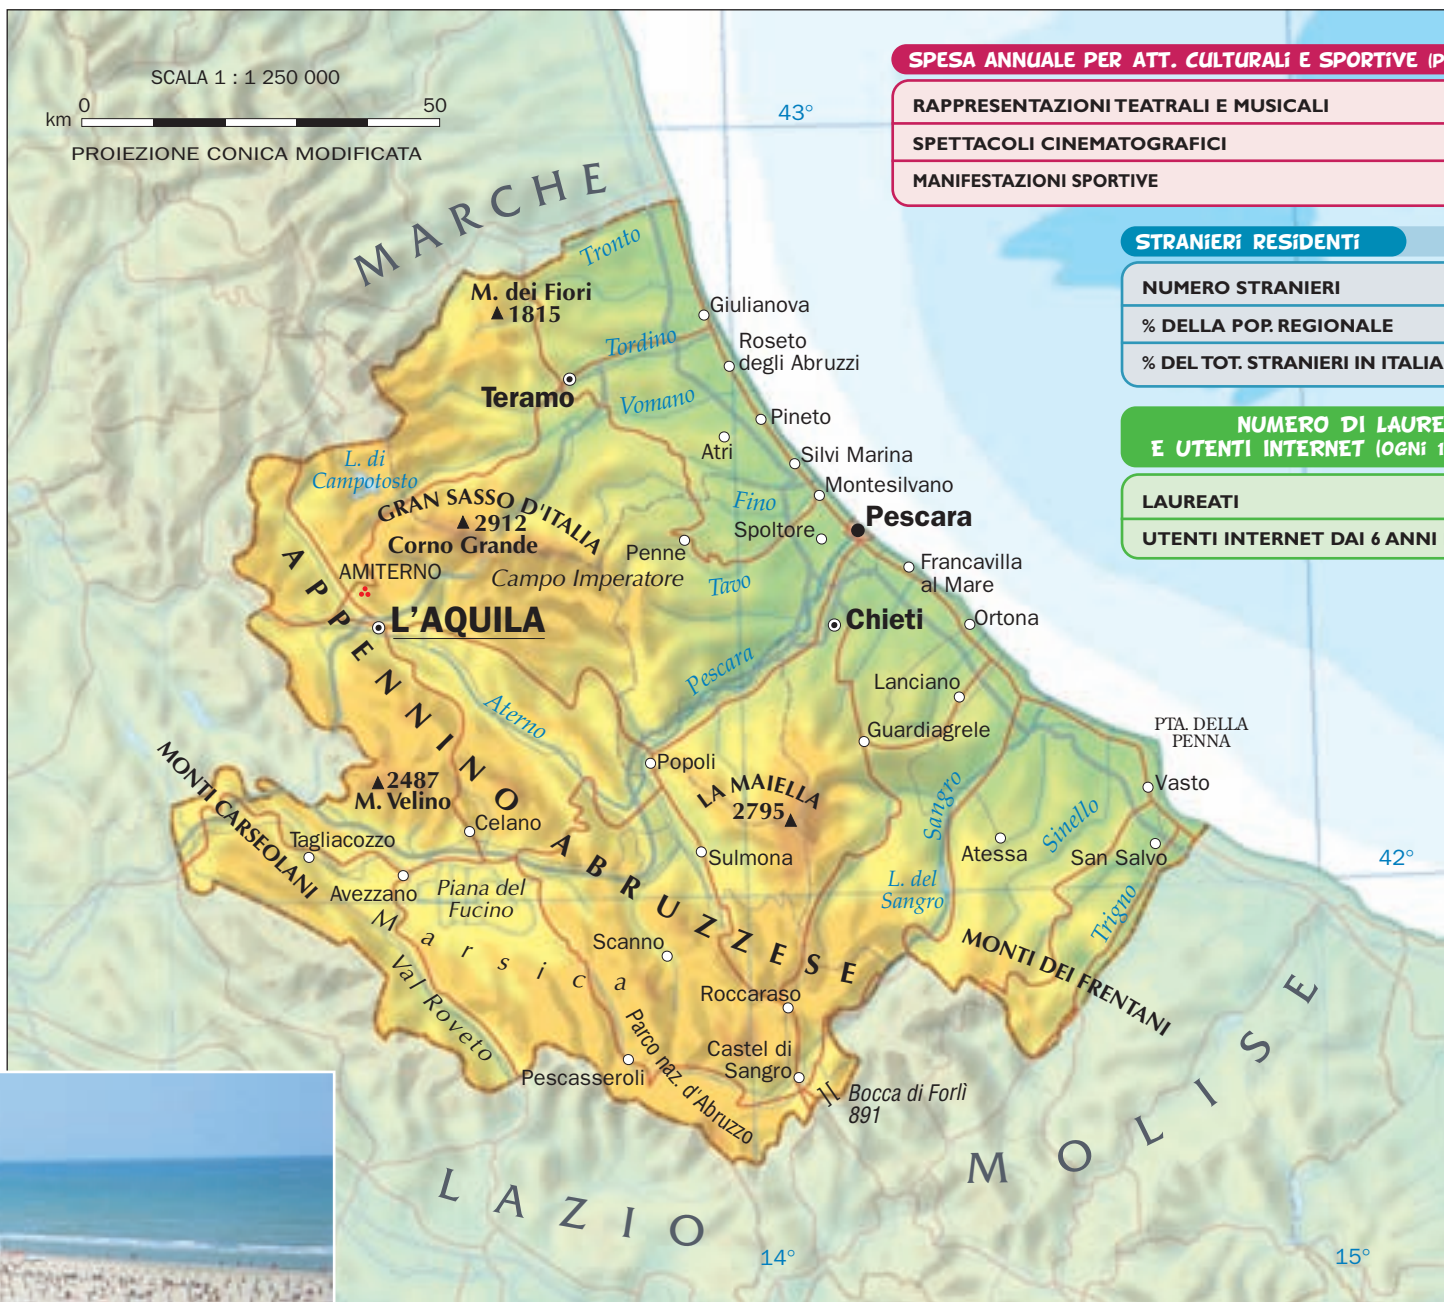 SCALA 1 : 1 250 000
0 50
km
PROIEZIONE CONICA MODIFICATA
43°
SPESA ANNUALE PER ATT. CULTURALI E SPORTIVE (P
RAPPRESENTAZIONI TEATRALI E MUSICALI
SPETTACOLI CINEMATOGRAFICI
MANIFESTAZIONI SPORTIVE
STRANIERI RESIDENTI
NUMERO STRANIERI
% DELLA POP. REGIONALE
% DEL TOT. STRANIERI IN ITALIA
NUMERO DI LAURE
E UTENTI INTERNET (OGNI 1
LAUREATI
UTENTI INTERNET DAI 6 ANNI
MARCHE
Tronto
M. dei Fiori
1815
Giulianova
Tordino
Roseto
degli Abruzzi
Teramo
Vomano
Pineto
Atri
Silvi Marina
L. di
Campotosto
Montesilvano
GRAN SASSO D'ITALIA
2912
Corno Grande
Fino
Pescara
Spoltore
Penne
AMITERNO
Campo Imperatore
Tavo
Francavilla
al Mare
L'AQUILA
Chieti
Ortona
APPENNINO ABRUZZESE
Pescara
Aterno
Lanciano
Guardiagrele
PTA. DELLA
PENNA
Popoli
MONTI CARSEOLANI
2487
M. Velino
LA MAIELLA
2795
Sangro
Vasto
Celano
Sinello
Tagliacozzo
Sulmona
Atessa
San Salvo
42°
Avezzano
Piana del
Fucino
L. del
Sangro
Trigno
Marsica
Scanno
MONTI DEI FRENTANI
Val Roveto
Roccaraso
Parco naz. d'Abruzzo
Castel di
Sangro
Pescasseroli
Bocca di Forlì
891
MOLISE
LAZIO
14°
15°